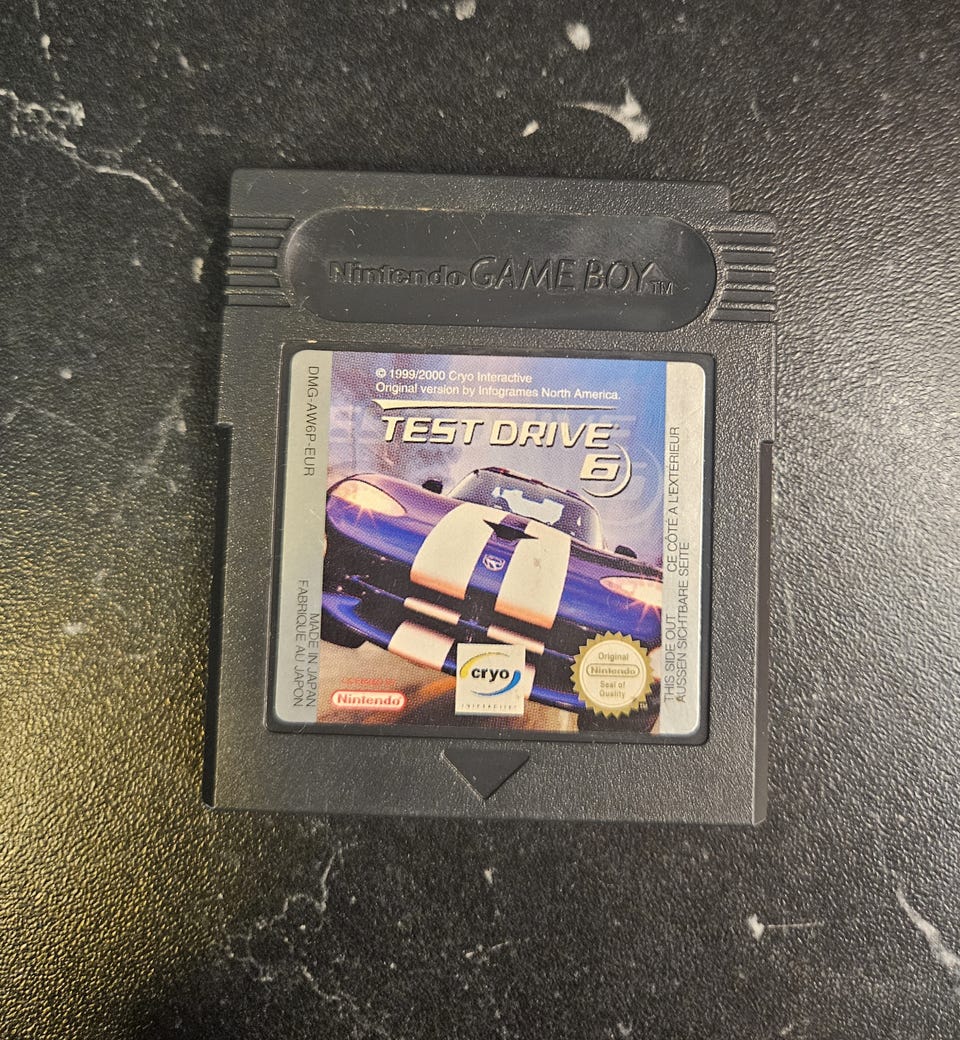 Nintendo GAME BOY TM
© 1999/2000 Cryo Interactive
Original version by Infogrames North America.
TEST DRIVE
6
DMG-AW6P-EUR
MADE IN JAPAN
FABRIQUE AU JAPON
THIS SIDE OUT CE CÔTÉ A L'EXTÉRIEUR
AUSSEN SICHTBARE SEITE
Nintendo
cryo
INTERACTIVE
Original
Nintendo
Seal of
Quality